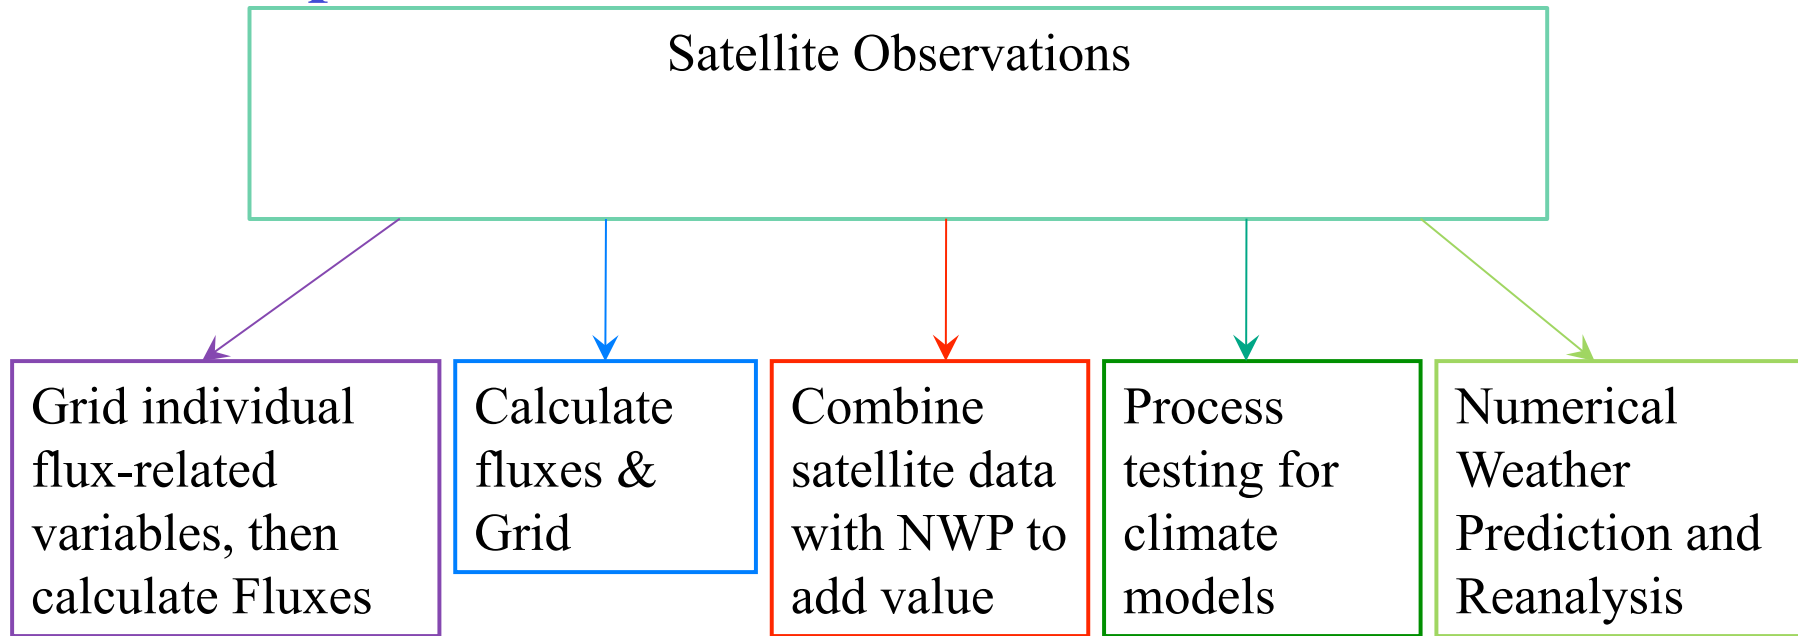 Satellite Observations
Grid individual
flux-related
variables, then
calculate Fluxes
Calculate
fluxes &
Grid
Combine
satellite data
with NWP to
add value
Process
testing for
climate
models
Numerical
Weather
Prediction and
Reanalysis